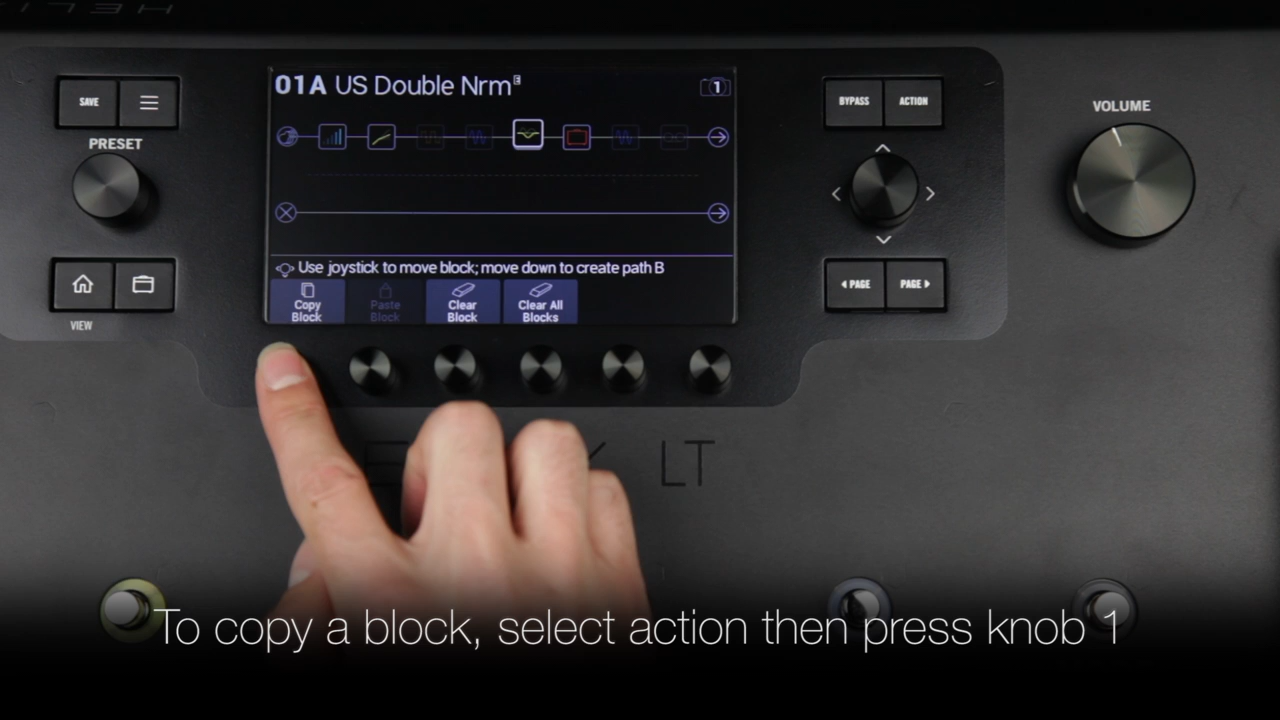 HELIX
SAVE
PRESET
VIEW
01A US Double Nrm E
1
Use joystick to move block; move down to create path B
Copy
Block
Paste
Block
Clear
Block
Clear All
Blocks
BYPASS
ACTION
PAGE
PAGE
VOLUME
LT
To copy a block, select action then press knob 1